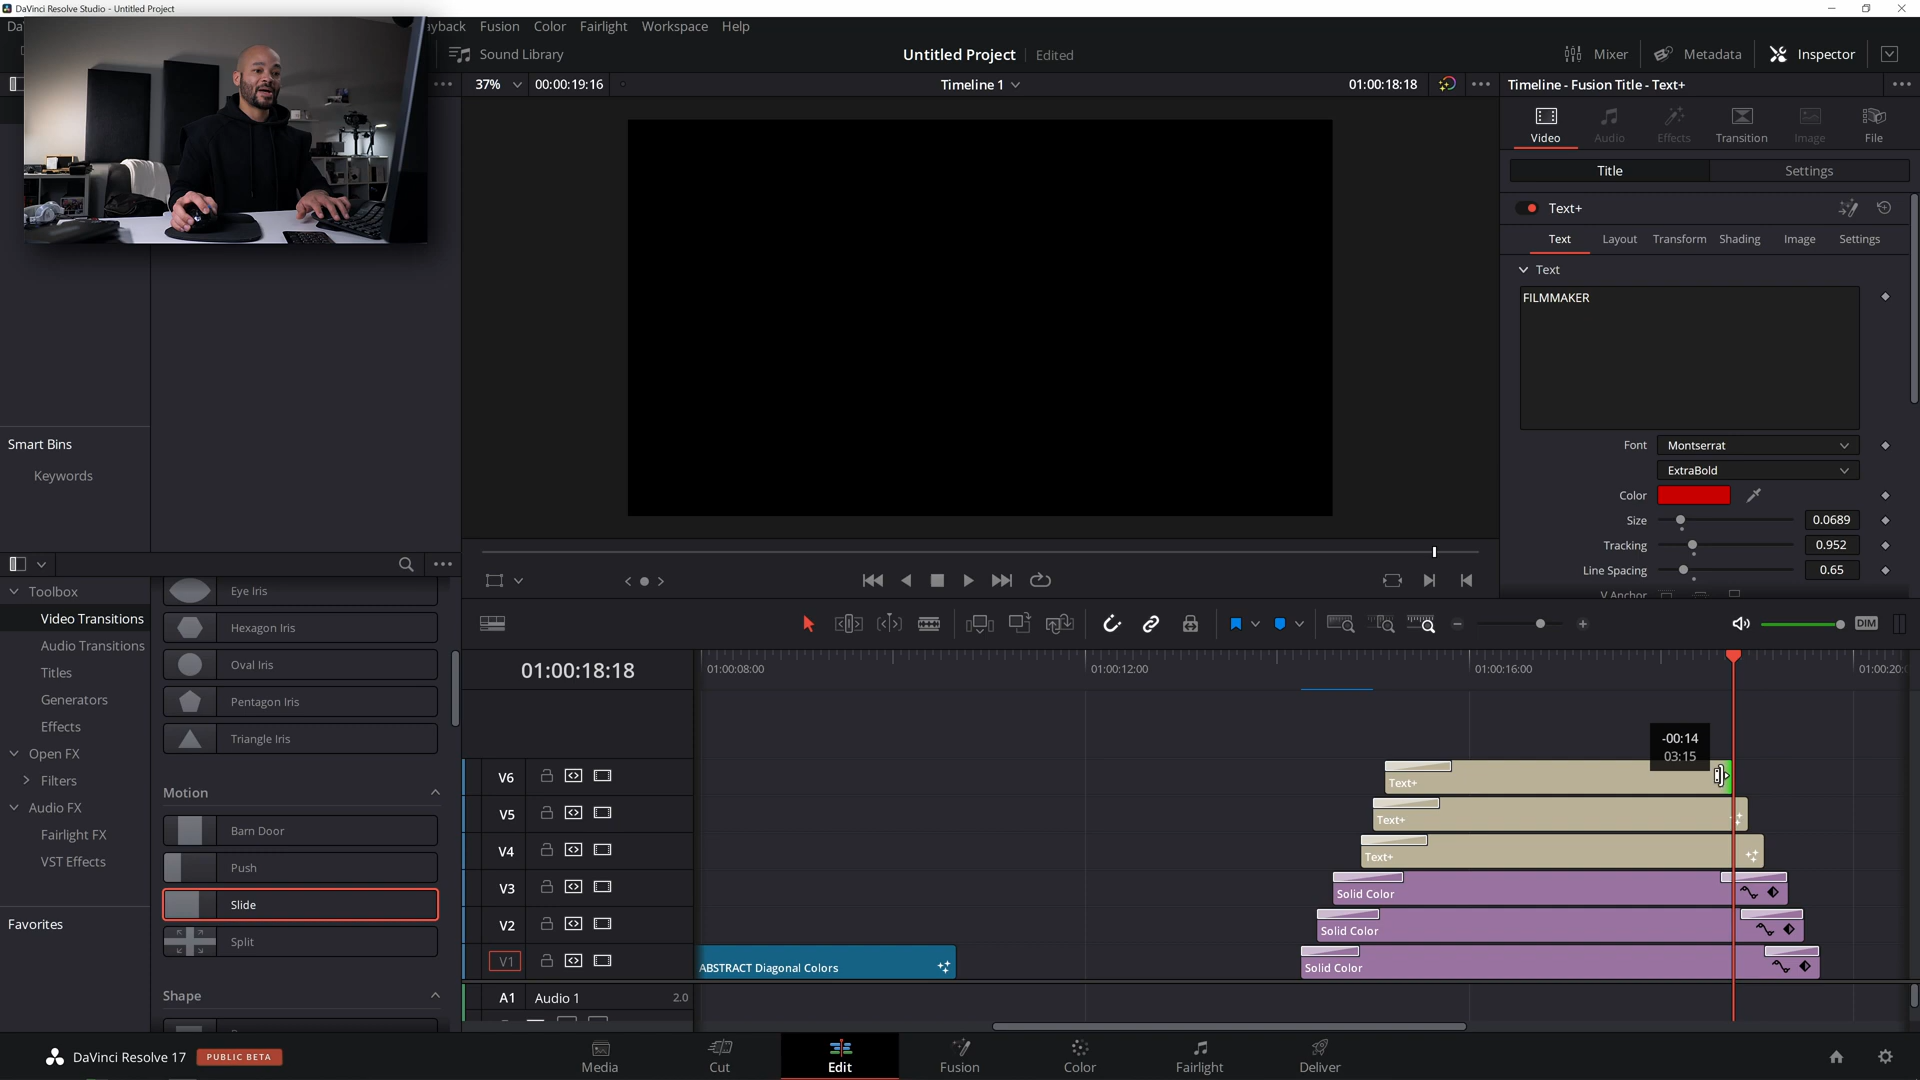 DaVinci Resolve Studio - Untitled Project
Da
ayback
Fusion
Color
Fairlight
Workspace
Help
Sound Library
Untitled Project
Edited
Mixer
Metadata
Inspector
37%
00:00:19:16
Timeline 1
01:00:18:18
Timeline - Fusion Title - Text+
Video
Audio
Effects
Transition
Image
File
Title
Settings
Text+
Text
Layout
Transform
Shading
Image
Settings
Text
FILMMAKER
Font
Montserrat
ExtraBold
Color
Size
0.0689
Tracking
0.952
Line Spacing
0.65
V Anchor
Smart Bins
Keywords
Toolbox
Video Transitions
Audio Transitions
Titles
Generators
Effects
Open FX
Filters
Audio FX
Fairlight FX
VST Effects
Favorites
Eye Iris
Hexagon Iris
Oval Iris
Pentagon Iris
Triangle Iris
Motion
Barn Door
Push
Slide
Split
Shape
DIM
01:00:18:18
01:00:08:00
01:00:12:00
01:00:16:00
01:00:20:
-00:14
03:15
V6
Text+
V5
Text+
V4
Text+
V3
Solid Color
V2
Solid Color
V1
ABSTRACT Diagonal Colors
Solid Color
A1
Audio 1
2.0
DaVinci Resolve 17
PUBLIC BETA
Media
Cut
Edit
Fusion
Color
Fairlight
Deliver